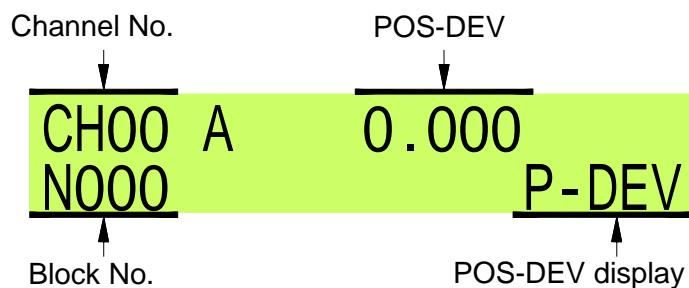 Channel No. POS-DEV
CH00 A 0.000
N000 P-DEV
Block No. POS-DEV display